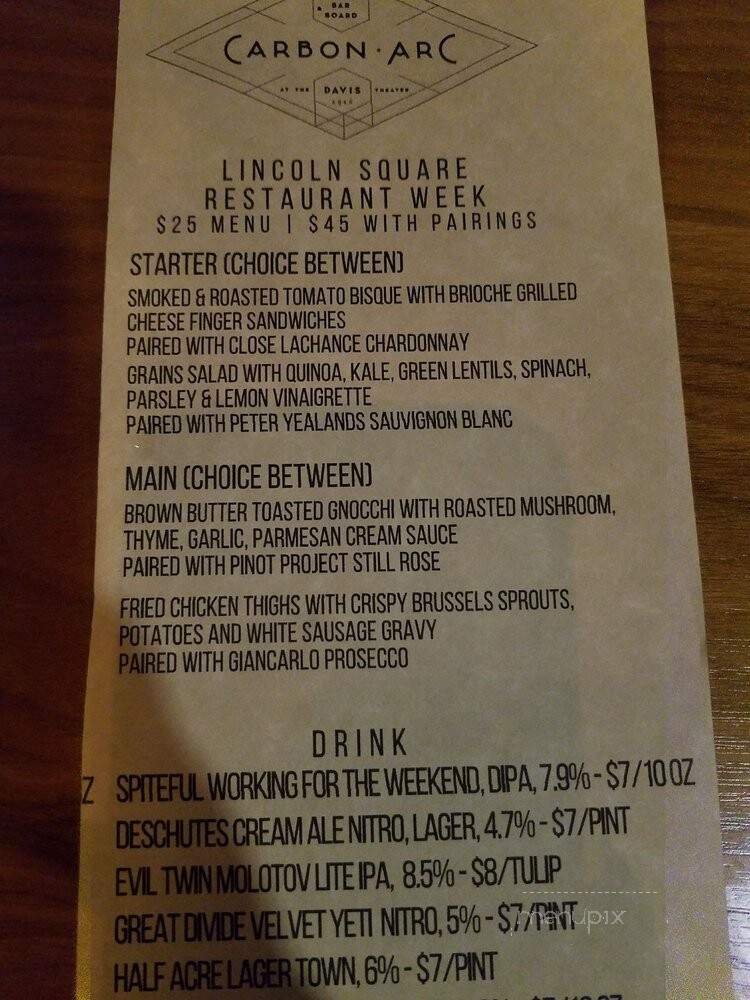 BAR
& BOARD
CARBON · ARC
AT THE DAVIS THEATER
LINCOLN SQUARE
RESTAURANT WEEK
$25 MENU | $45 WITH PAIRINGS
STARTER (CHOICE BETWEEN)
SMOKED & ROASTED TOMATO BISQUE WITH BRIOCHE GRILLED
CHEESE FINGER SANDWICHES
PAIRED WITH CLOSE LACHANCE CHARDONNAY
GRAINS SALAD WITH QUINOA, KALE, GREEN LENTILS, SPINACH,
PARSLEY & LEMON VINAIGRETTE
PAIRED WITH PETER YEALANDS SAUVIGNON BLANC
MAIN (CHOICE BETWEEN)
BROWN BUTTER TOASTED GNOCCHI WITH ROASTED MUSHROOM,
THYME, GARLIC, PARMESAN CREAM SAUCE
PAIRED WITH PINOT PROJECT STILL ROSE
FRIED CHICKEN THIGHS WITH CRISPY BRUSSELS SPROUTS,
POTATOES AND WHITE SAUSAGE GRAVY
PAIRED WITH GIANCARLO PROSECCO
DRINK
Z SPITEFUL WORKING FOR THE WEEKEND, DIPA, 7.9% - $7/10 OZ
DESCHUTES CREAM ALE NITRO, LAGER, 4.7% - $7/PINT
EVIL TWIN MOLOTOV LITE IPA, 8.5% - $8/TULIP
GREAT DIVIDE VELVET YETI NITRO, 5% - $7/PINT
menupix
HALF ACRE LAGER TOWN, 6% - $7/PINT